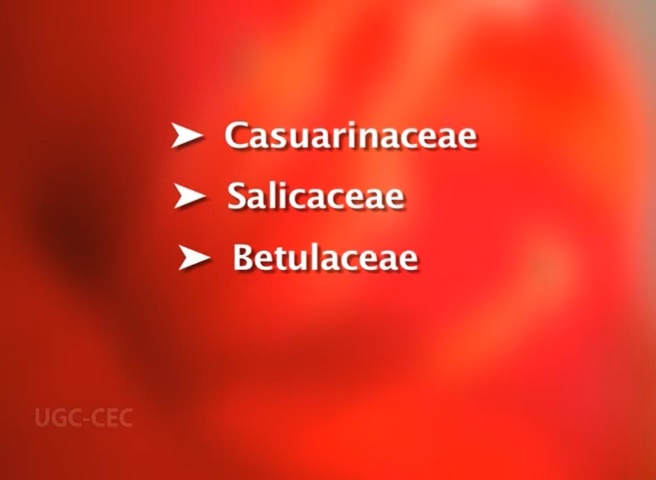 ➤ Casuarinaceae
➤ Salicaceae
➤ Betulaceae
UGC-CEC